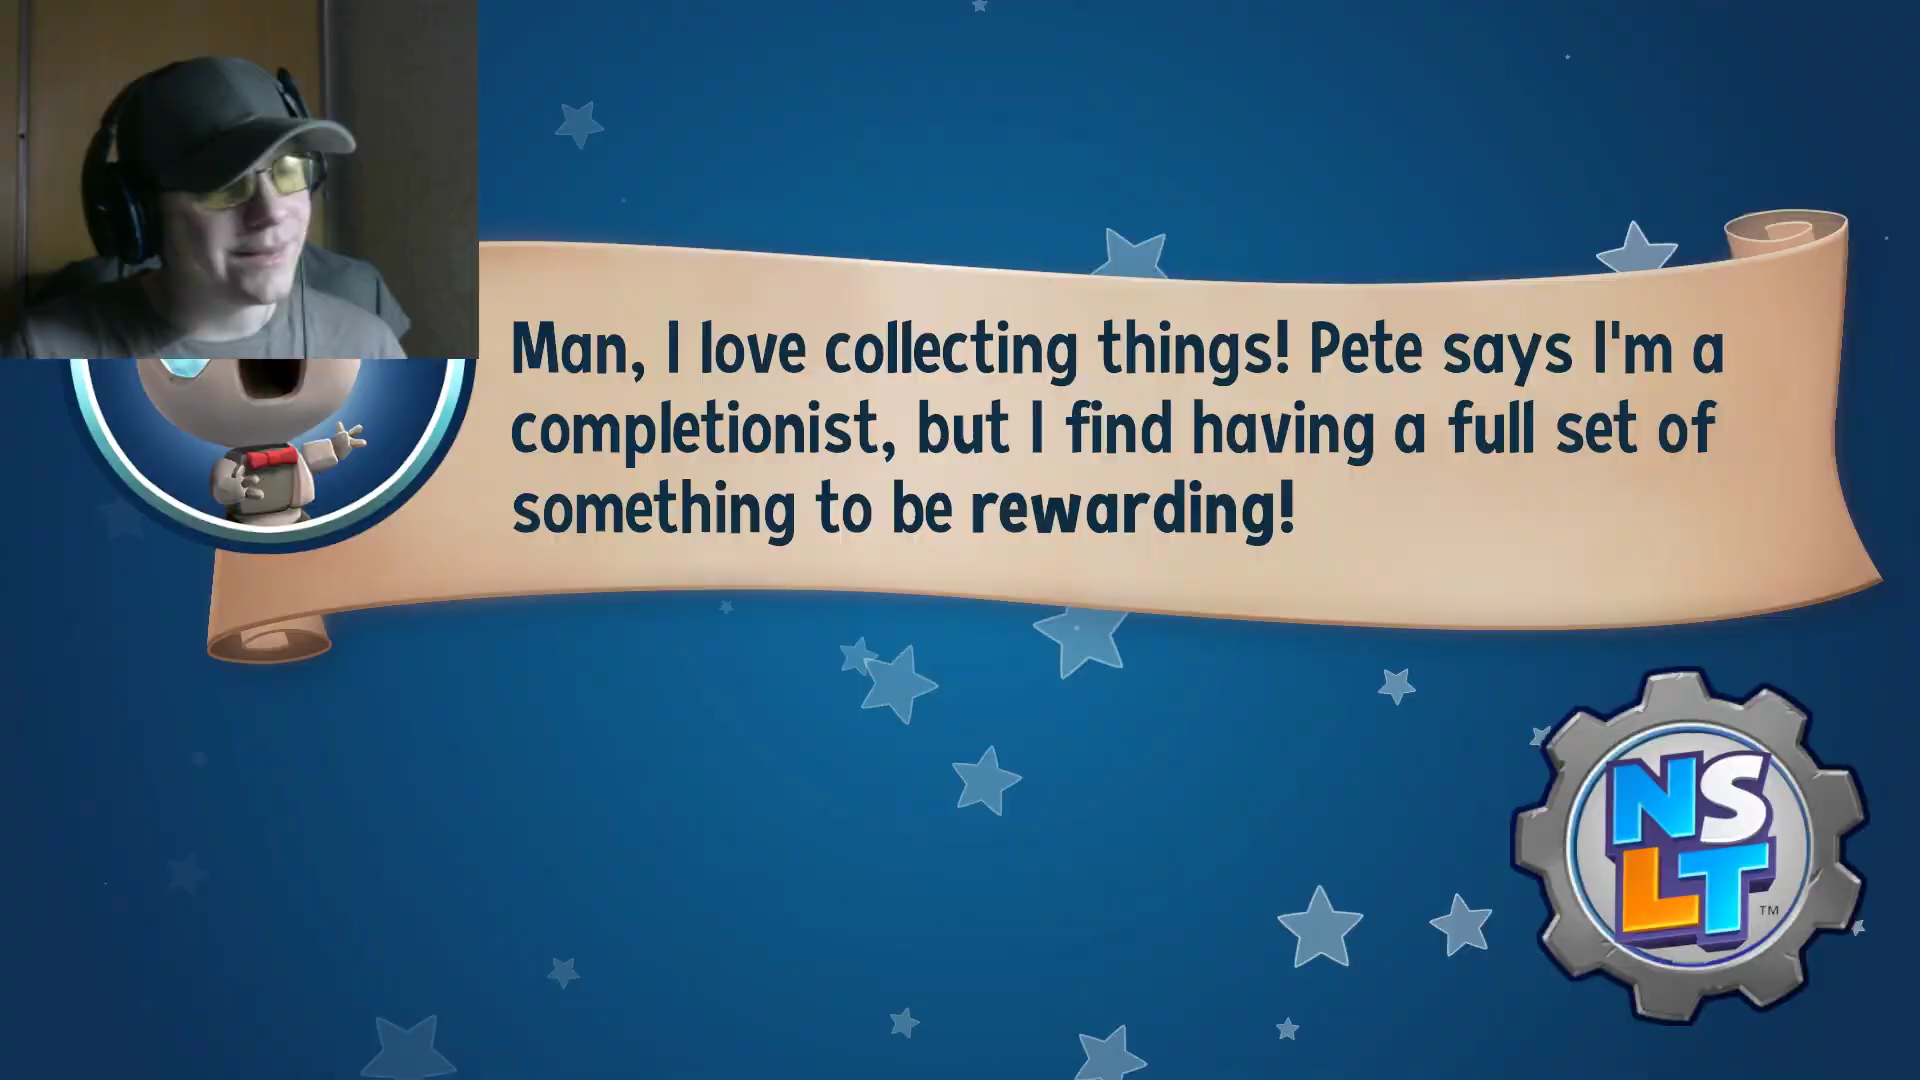 Man, I love collecting things! Pete says I'm a
completionist, but I find having a full set of
something to be rewarding!
NS
LT
TM